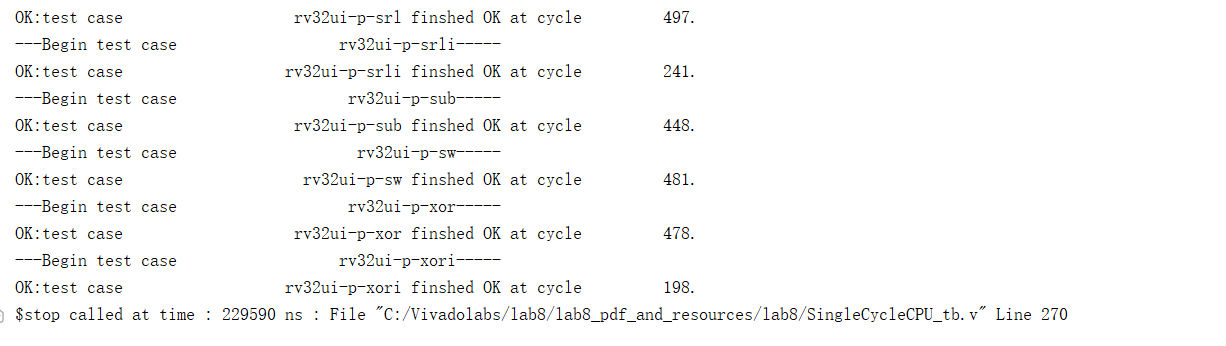 OK:test case rv32ui-p-srl finshed OK at cycle 497.
---Begin test case rv32ui-p-srli-----
OK:test case rv32ui-p-srli finshed OK at cycle 241.
---Begin test case rv32ui-p-sub-----
OK:test case rv32ui-p-sub finshed OK at cycle 448.
---Begin test case rv32ui-p-sw-----
OK:test case rv32ui-p-sw finshed OK at cycle 481.
---Begin test case rv32ui-p-xor-----
OK:test case rv32ui-p-xor finshed OK at cycle 478.
---Begin test case rv32ui-p-xori-----
OK:test case rv32ui-p-xori finshed OK at cycle 198.
$stop called at time : 229590 ns : File "C:/Vivadolabs/lab8/lab8_pdf_and_resources/lab8/SingleCycleCPU_tb.v" Line 270